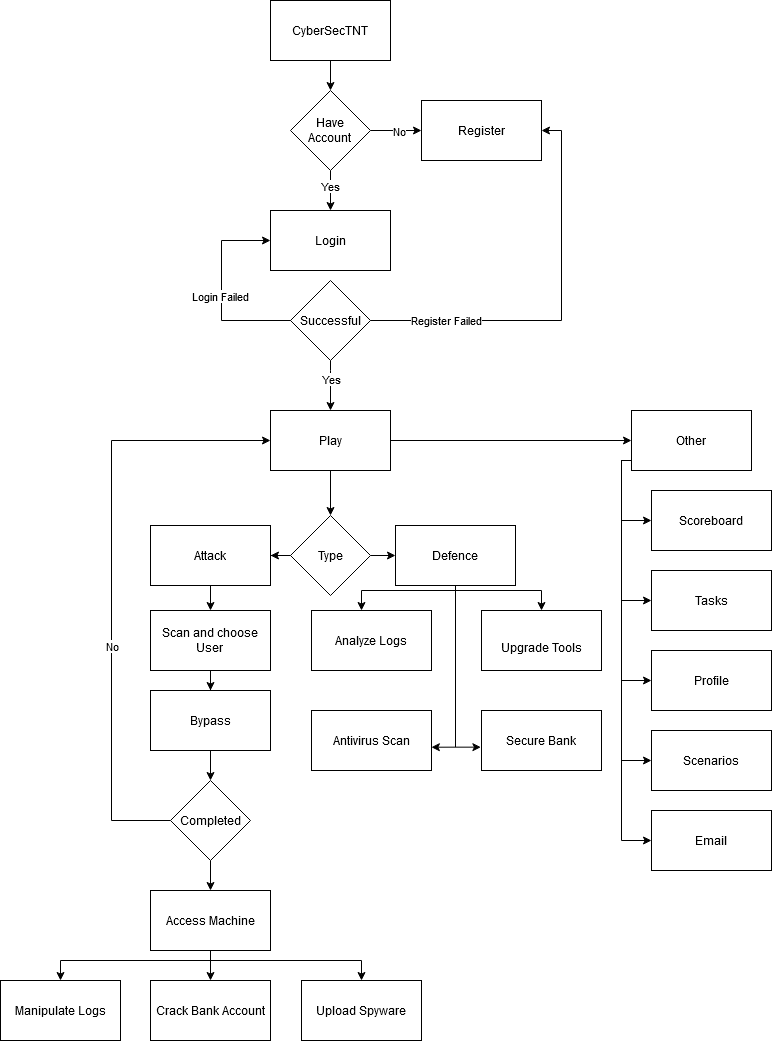 CyberSecTNT
Have
Account
No
Register
Yes
Login
Login Failed
Successful
Register Failed
Yes
Play
Other
Scoreboard
Attack
Type
Defence
Tasks
Scan and choose
User
Analyze Logs
Upgrade Tools
No
Profile
Bypass
Antivirus Scan
Secure Bank
Scenarios
Completed
Email
Access Machine
Manipulate Logs
Crack Bank Account
Upload Spyware